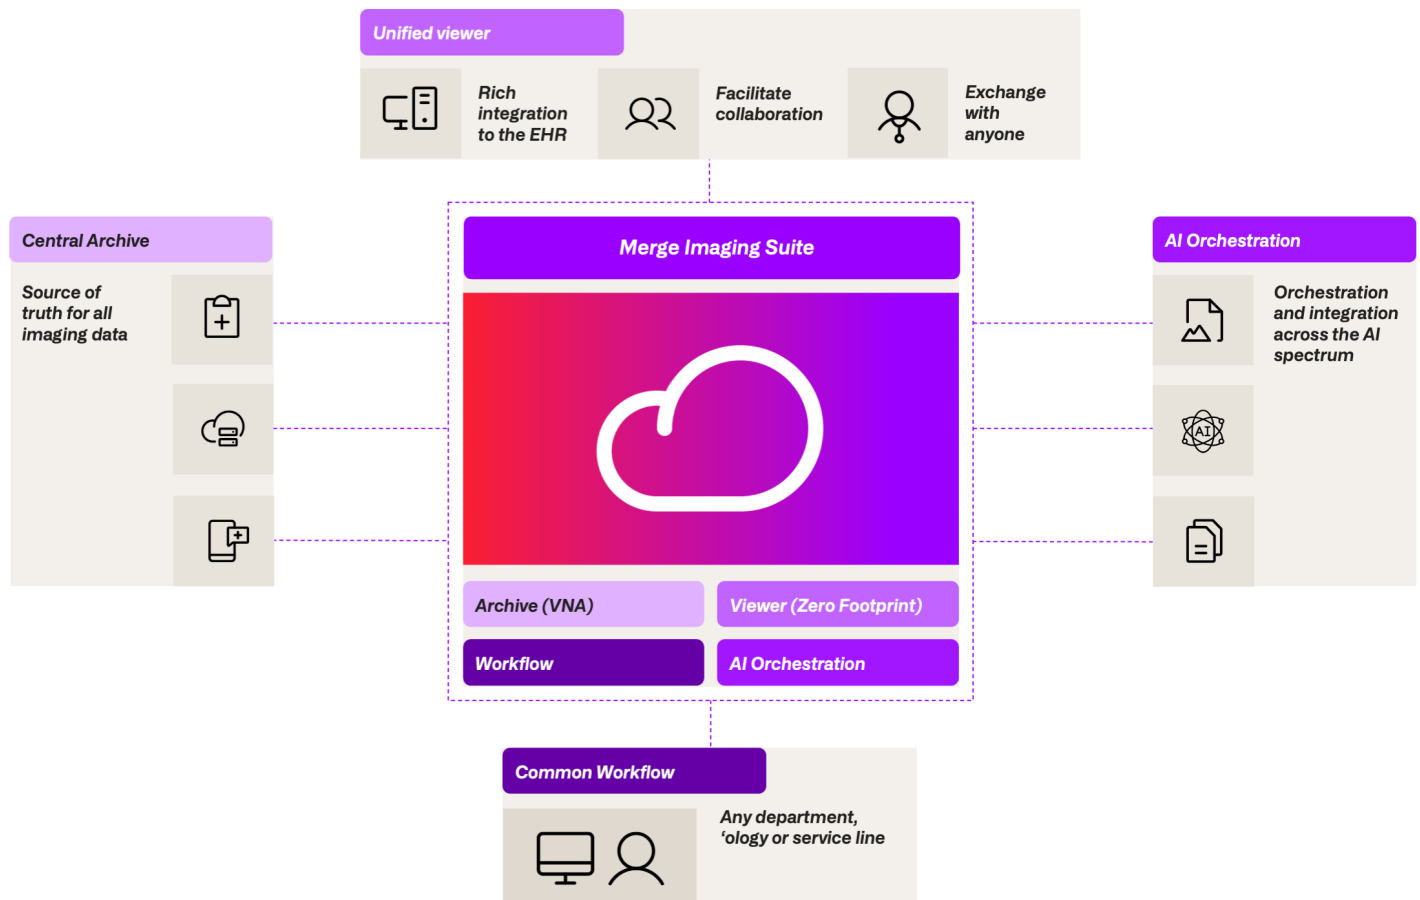 Unified viewer
Rich
integration
to the EHR
Facilitate
collaboration
Exchange
with
anyone
Central Archive
Source of
truth for all
imaging data
Merge Imaging Suite
AI Orchestration
Orchestration
and integration
across the AI
spectrum
AI
Archive (VNA)
Viewer (Zero Footprint)
Workflow
AI Orchestration
Common Workflow
Any department,
‘ology or service line